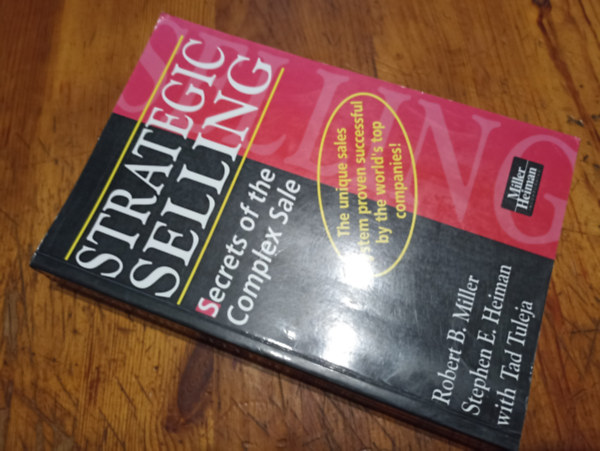 SELLING
STRATEGIC
SELLING
Secrets of the
Complex Sale
The unique sales
system proven successful
by the world's top
companies!
Miller
Heiman
Robert B. Miller
Stephen E. Heiman
with Tad Tuleja